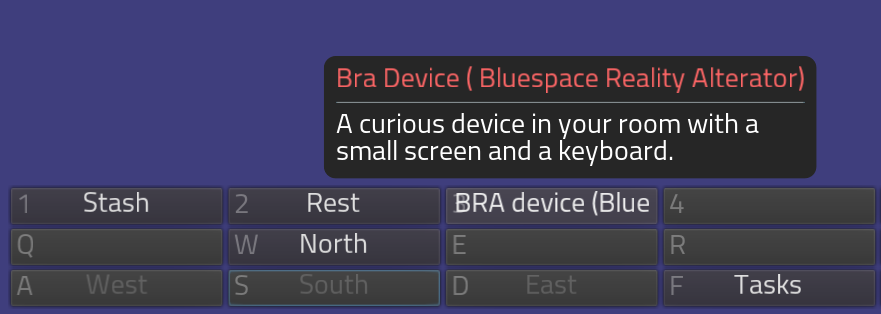 Bra Device ( Bluespace Reality Alterator)
A curious device in your room with a
small screen and a keyboard.
1 Stash 2 Rest 3 BRA device (Blue 4
Q W North E R
A West S South D East F Tasks